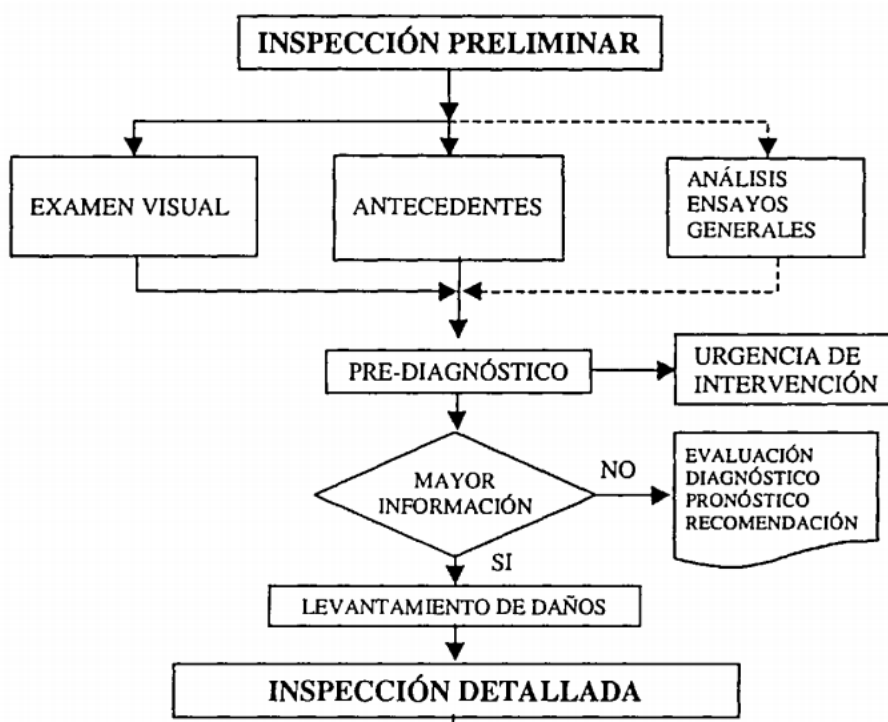 INSPECCIÓN PRELIMINAR
EXAMEN VISUAL
ANTECEDENTES
ANÁLISIS
ENSAYOS
GENERALES
PRE-DIAGNÓSTICO
URGENCIA DE
INTERVENCIÓN
MAYOR
INFORMACIÓN
NO
EVALUACIÓN
DIAGNÓSTICO
PRONÓSTICO
RECOMENDACIÓN
SI
LEVANTAMIENTO DE DAÑOS
INSPECCIÓN DETALLADA